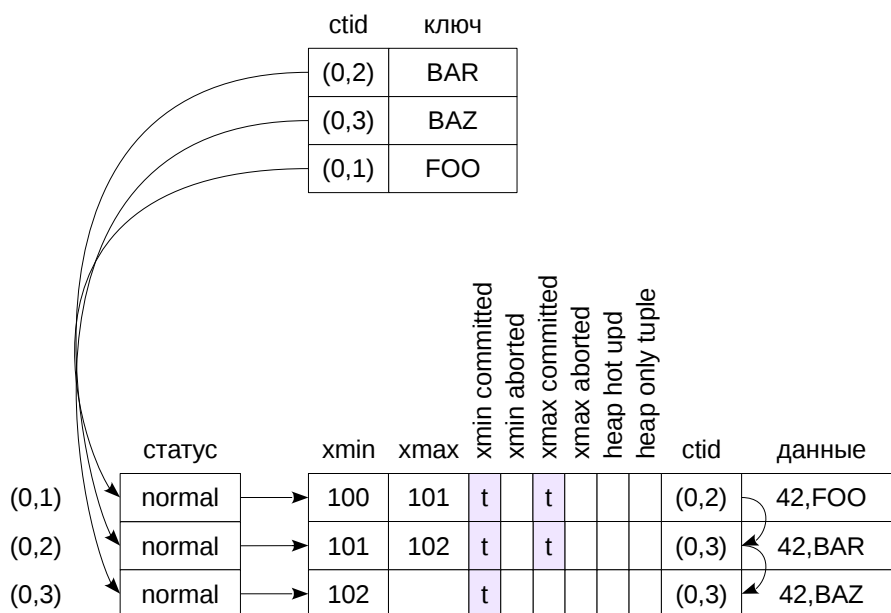 ctid ключ
(0,2) BAR
(0,3) BAZ
(0,1) FOO
статус xmin xmax xmin committed xmin aborted xmax committed xmax aborted heap hot upd heap only tuple ctid данные
(0,1) normal 100 101 t t (0,2) 42,FOO
(0,2) normal 101 102 t t (0,3) 42,BAR
(0,3) normal 102 t (0,3) 42,BAZ